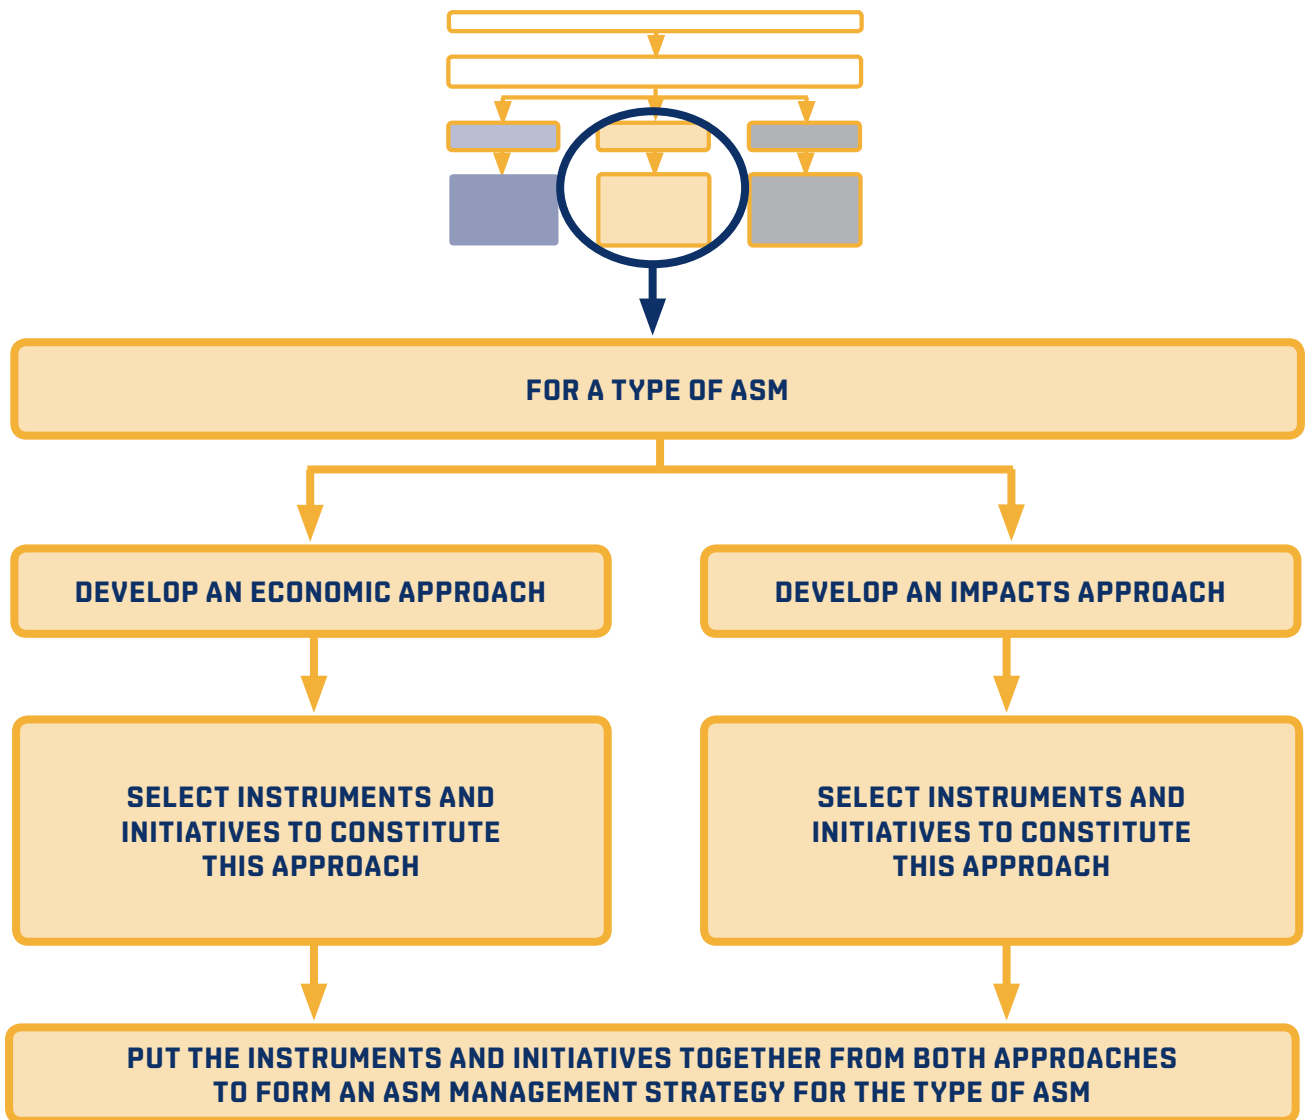 FOR A TYPE OF ASM
DEVELOP AN ECONOMIC APPROACH
DEVELOP AN IMPACTS APPROACH
SELECT INSTRUMENTS AND
INITIATIVES TO CONSTITUTE
THIS APPROACH
SELECT INSTRUMENTS AND
INITIATIVES TO CONSTITUTE
THIS APPROACH
PUT THE INSTRUMENTS AND INITIATIVES TOGETHER FROM BOTH APPROACHES
TO FORM AN ASM MANAGEMENT STRATEGY FOR THE TYPE OF ASM